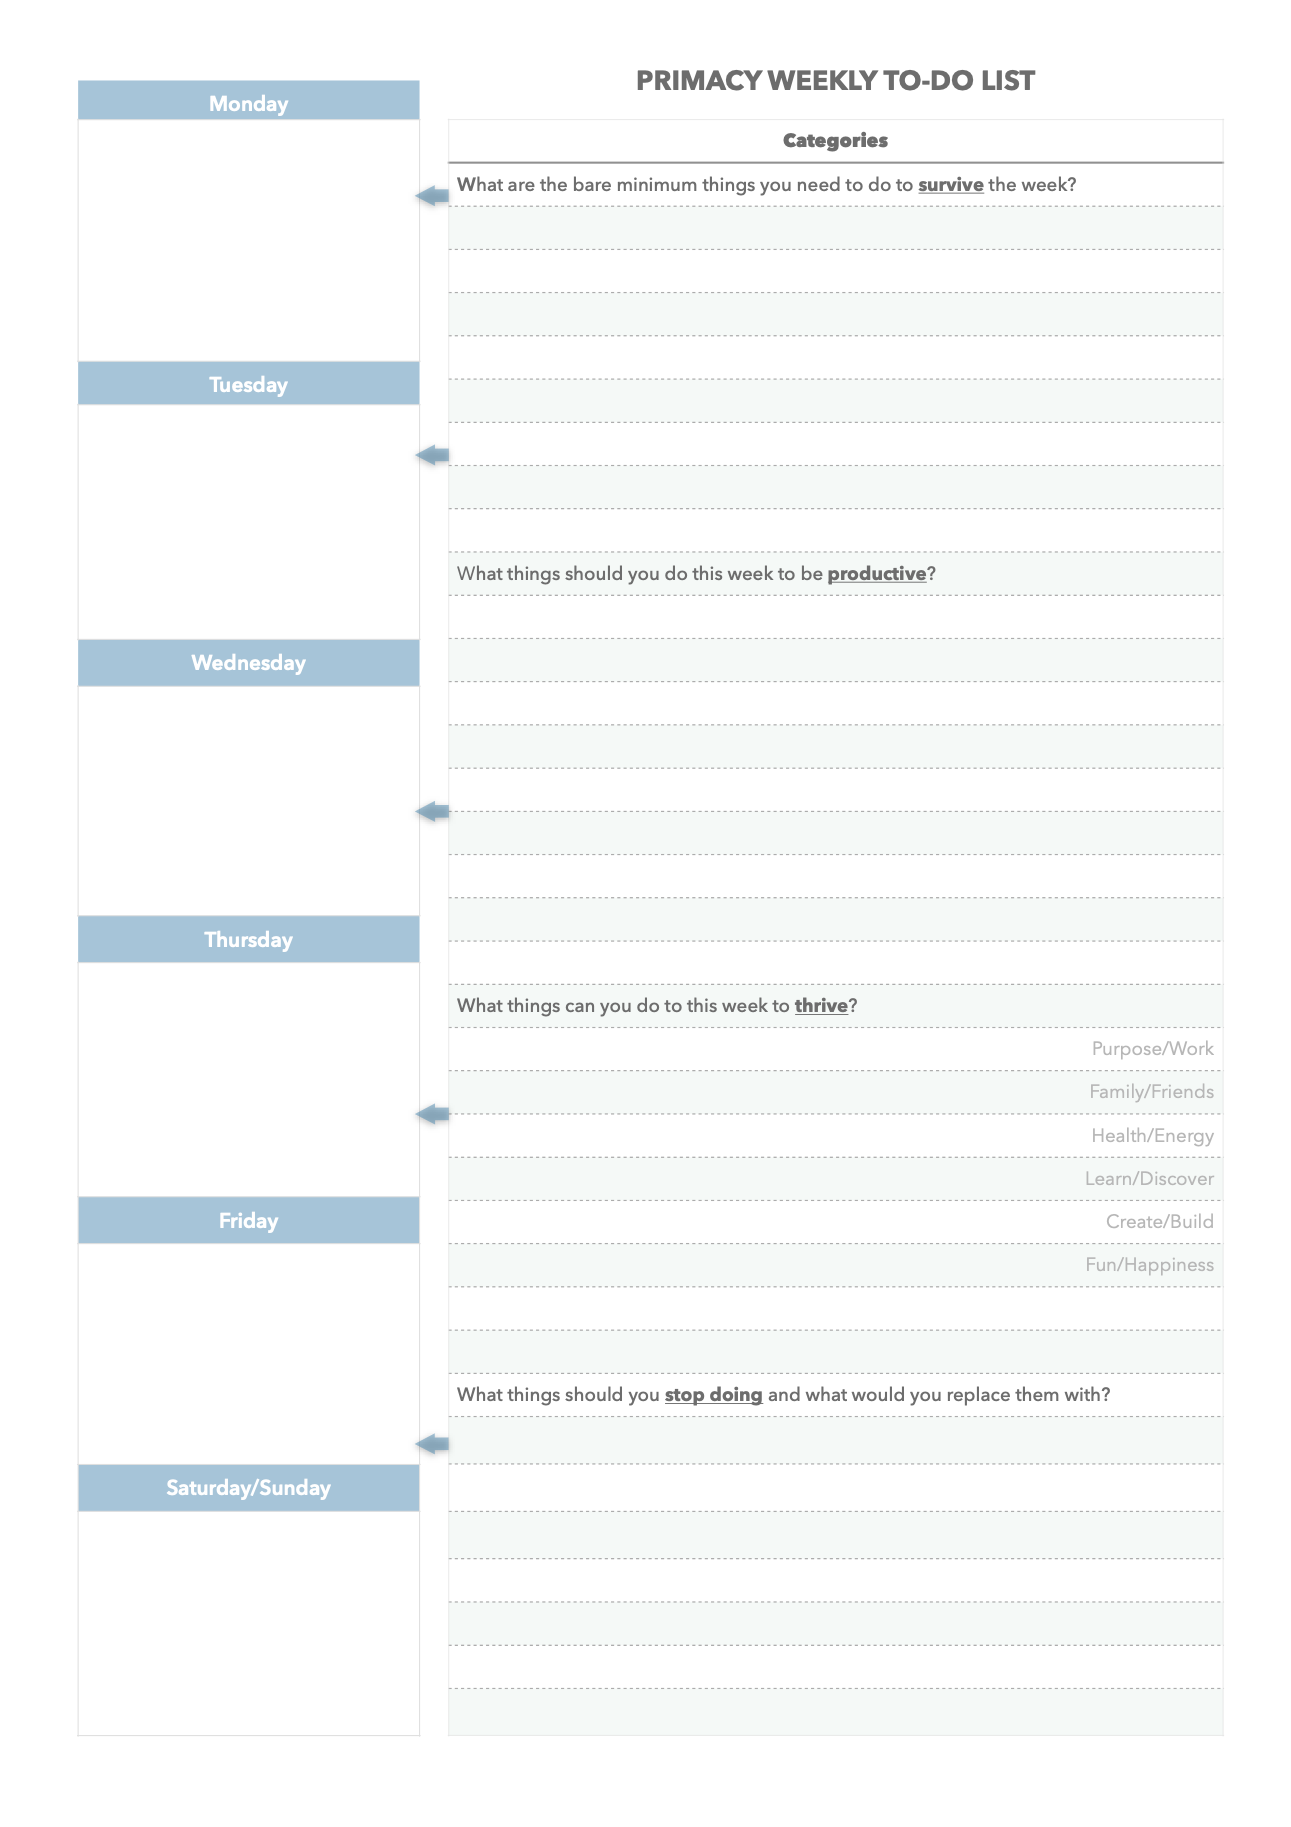 Monday
Tuesday
Wednesday
Thursday
Friday
Saturday/Sunday
PRIMACY WEEKLY TO-DO LIST
Categories
What are the bare minimum things you need to do to survive the week?
What things should you do this week to be productive?
What things can you do to this week to thrive?
Purpose/Work
Family/Friends
Health/Energy
Learn/Discover
Create/Build
Fun/Happiness
What things should you stop doing and what would you replace them with?